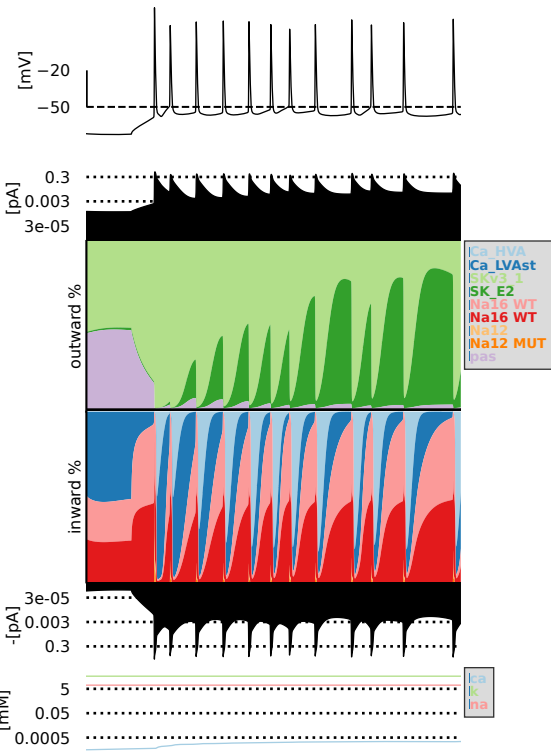 [mV]
−20
−50
[pA]
0.3
0.003
3e-05
outward %
Ca_HVA
Ca_LVAst
SKv3_1
SK_E2
Na16 WT
Na16 WT
Na12
Na12 MUT
pas
inward %
-[pA]
3e-05
0.003
0.3
[mM]
5
0.05
0.0005
ca
k
na